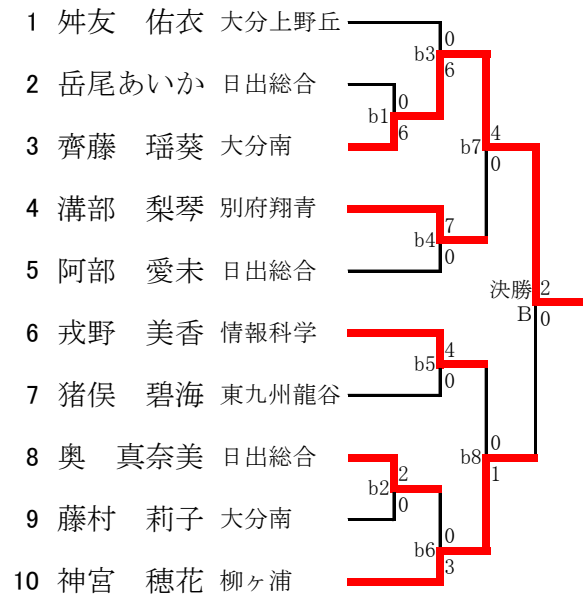 1 舛友 佑衣 大分上野丘
0
b3
6
2 岳尾あいか 日出総合
0
b1
6
3 齊藤 瑶葵 大分南
4
b7
0
4 溝部 梨琴 別府翔青
7
b4
0
5 阿部 愛未 日出総合
決勝 2
B 0
6 戎野 美香 情報科学
4
b5
0
7 猪俣 碧海 東九州龍谷
0
b8
1
8 奥 真奈美 日出総合
2
b2
0
9 藤村 莉子 大分南
0
b6
3
10 神宮 穂花 柳ヶ浦